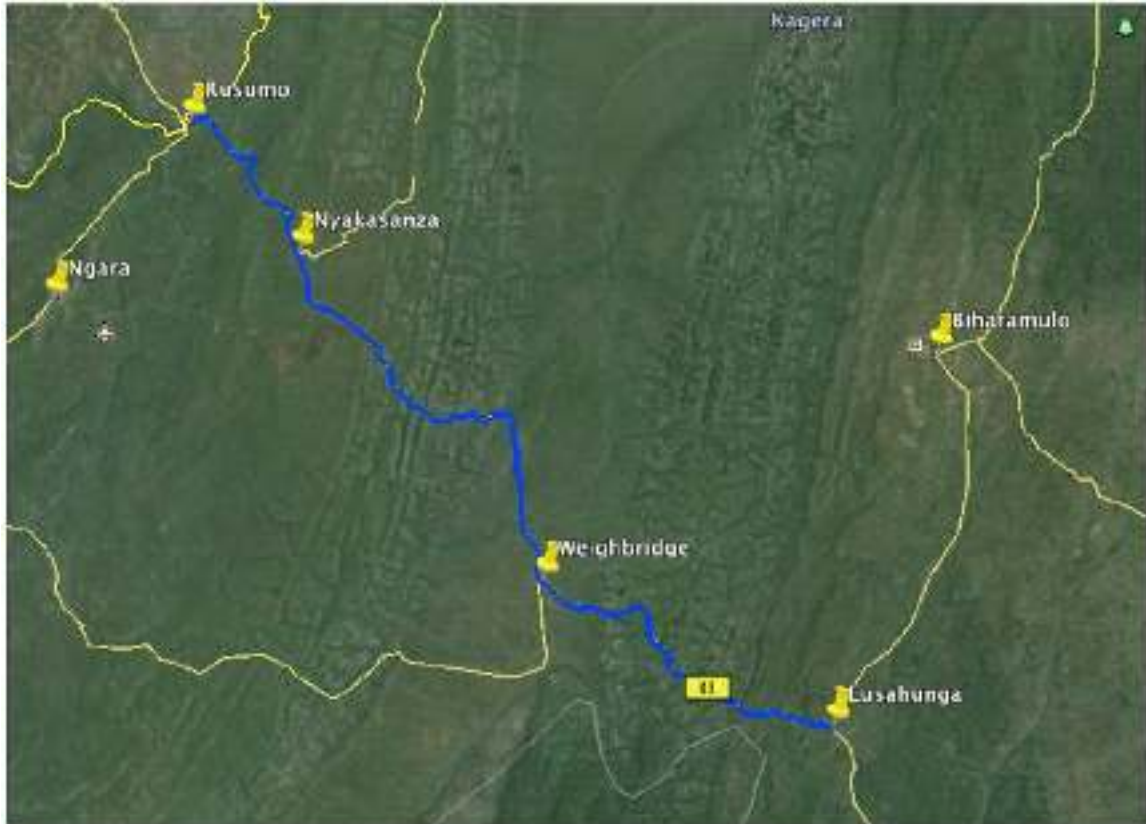 Kagera
Rusumo
Nyakasanza
Ngara
Biharamulo
Weighbridge
Lusahunga